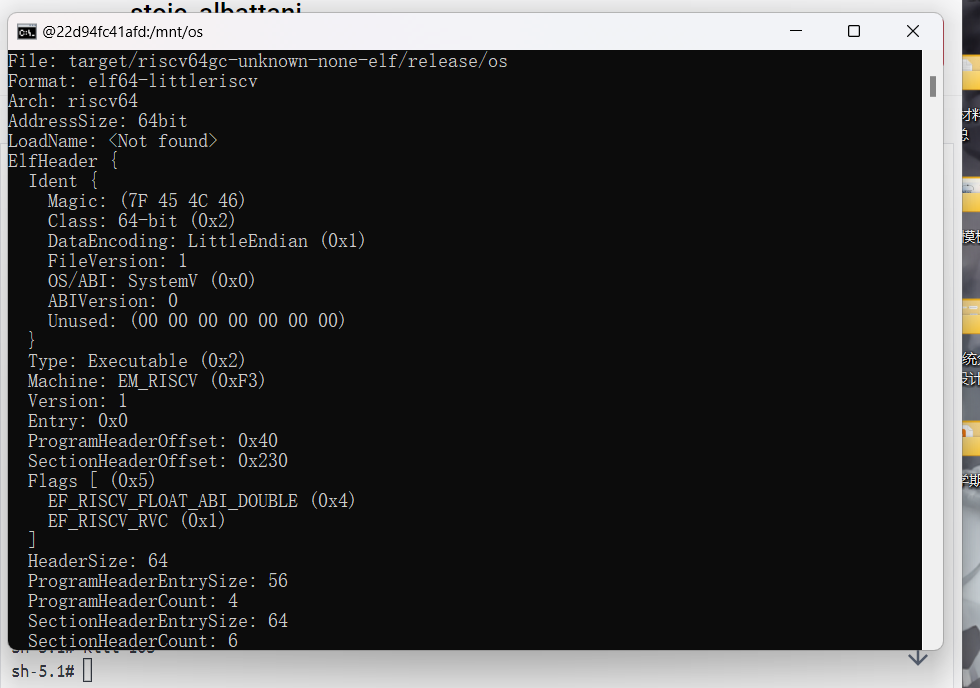 stoic_albattani
@22d94fc41afd:/mnt/os
File: target/riscv64gc-unknown-none-elf/release/os
Format: elf64-littleriscv
Arch: riscv64
AddressSize: 64bit
LoadName: <Not found>
ElfHeader {
Ident {
Magic: (7F 45 4C 46)
Class: 64-bit (0x2)
DataEncoding: LittleEndian (0x1)
FileVersion: 1
OS/ABI: SystemV (0x0)
ABIVersion: 0
Unused: (00 00 00 00 00 00 00)
}
Type: Executable (0x2)
Machine: EM_RISCV (0xF3)
Version: 1
Entry: 0x0
ProgramHeaderOffset: 0x40
SectionHeaderOffset: 0x230
Flags [ (0x5)
EF_RISCV_FLOAT_ABI_DOUBLE (0x4)
EF_RISCV_RVC (0x1)
]
HeaderSize: 64
ProgramHeaderEntrySize: 56
ProgramHeaderCount: 4
SectionHeaderEntrySize: 64
SectionHeaderCount: 6
sh-5.1#
材料
总
模板
统分
设计
学期